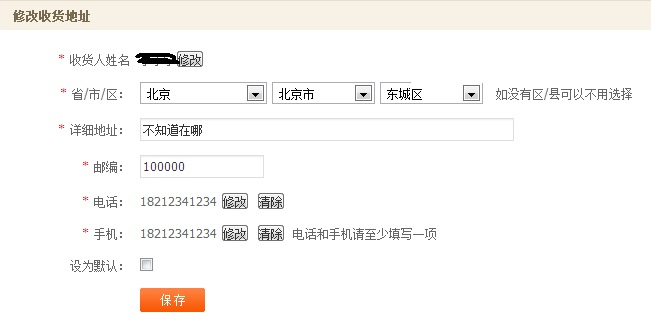 修改收货地址
* 收货人姓名 修改
* 省/市/区： 北京 北京市 东城区 如没有区/县可以不用选择
* 详细地址： 不知道在哪
* 邮编： 100000
* 电话： 18212341234 修改 清除
* 手机： 18212341234 修改 清除 电话和手机请至少填写一项
设为默认：
保存